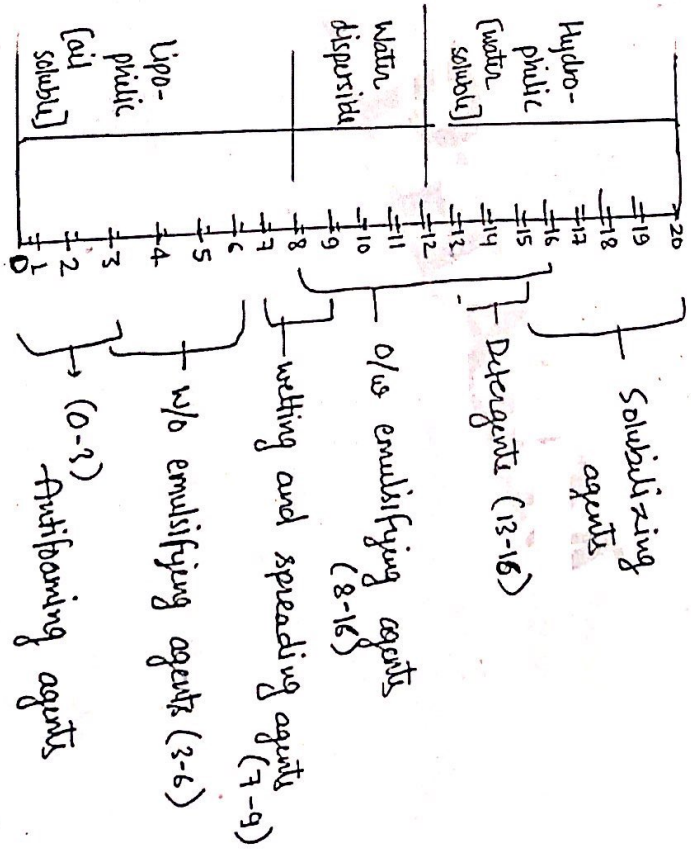 20
19
18
17
16
15
14
13
12
11
10
9
8
7
6
5
4
3
2
1
0
Hydro-
philic
[water
soluble]
Water
disperside
Lipo-
philic
[oil
soluble]
Solubilizing
agents
Detergents (13-16)
o/w emulsifying agents
(8-16)
wetting and spreading agents
(7-9)
w/o emulsifying agents (3-6)
→ (0-3)
Antifoaming agents